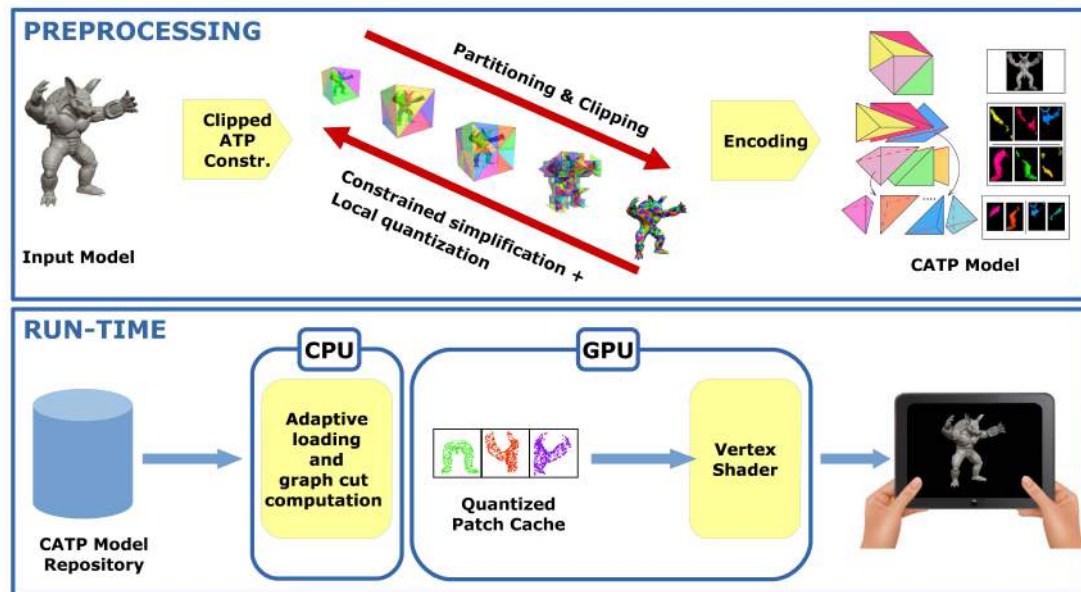 PREPROCESSING
Input Model
Clipped
ATP
Constr.
Partitioning & Clipping
Constrained simplification +
Local quantization
Encoding
....
CATP Model
RUN-TIME
CATP Model
Repository
CPU
Adaptive
loading
and
graph cut
computation
GPU
Quantized
Patch Cache
Vertex
Shader